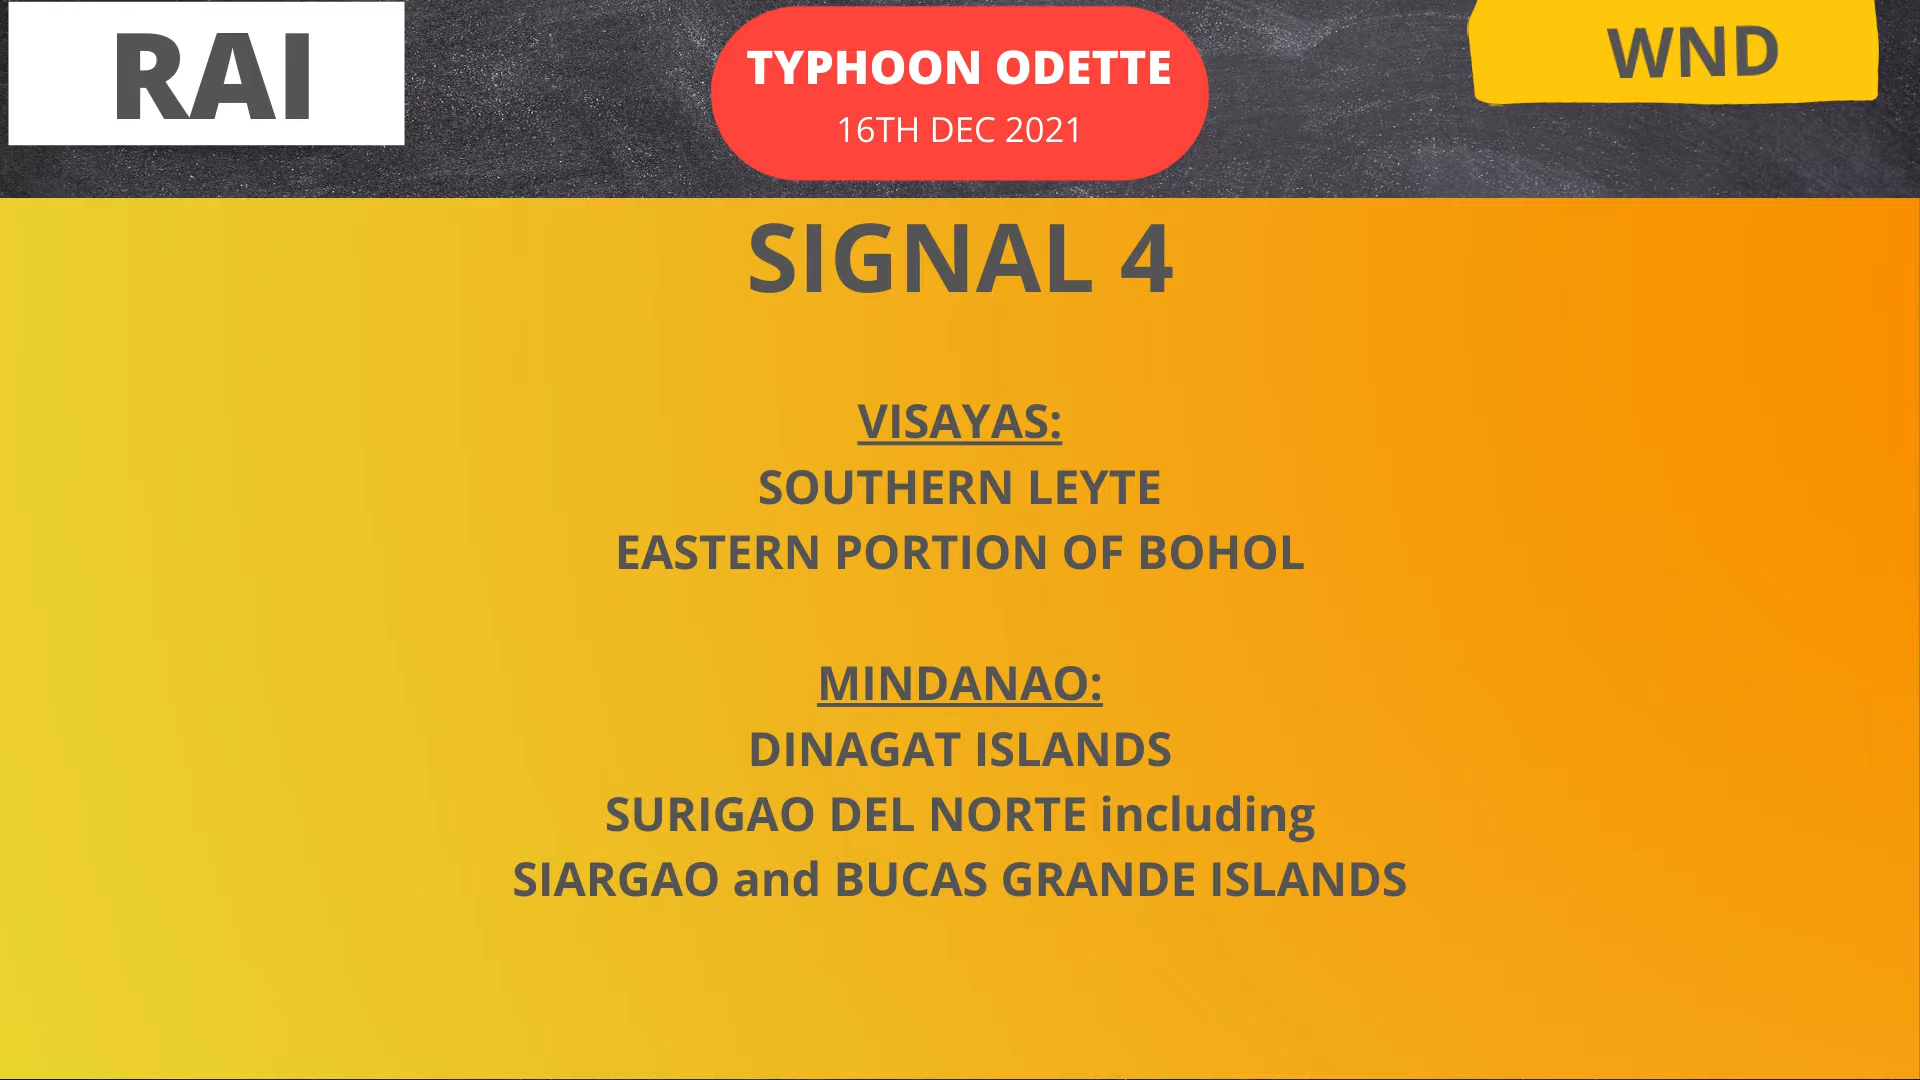 RAI
TYPHOON ODETTE
16TH DEC 2021
WND
SIGNAL 4
VISAYAS:
SOUTHERN LEYTE
EASTERN PORTION OF BOHOL
MINDANAO:
DINAGAT ISLANDS
SURIGAO DEL NORTE including
SIARGAO and BUCAS GRANDE ISLANDS